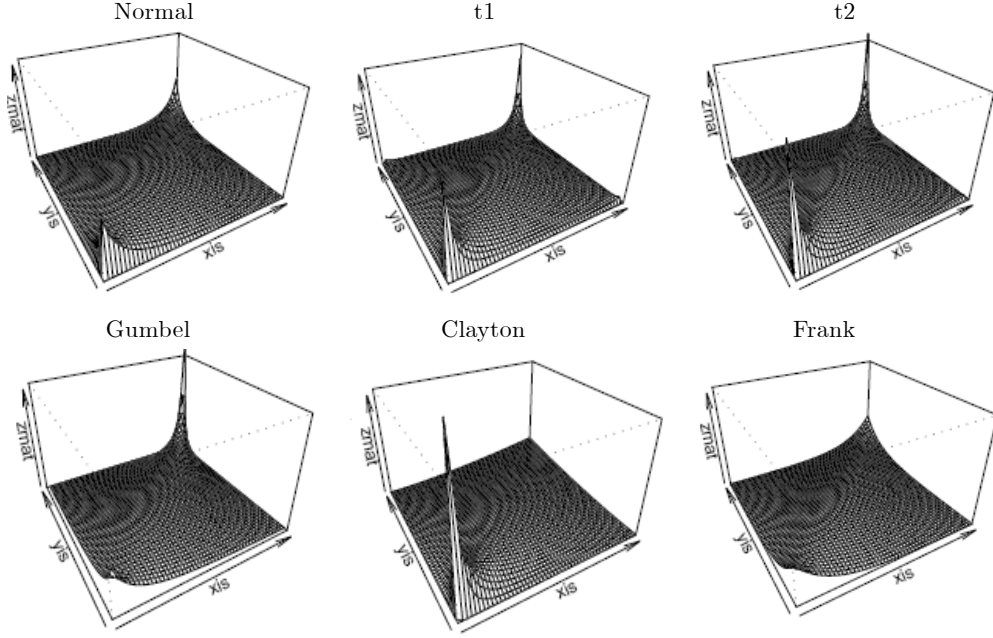 Normal
t1
t2
zmat
yis
xis
zmat
yis
xis
zmat
yis
xis
Gumbel
Clayton
Frank
zmat
yis
xis
zmat
yis
xis
zmat
yis
xis